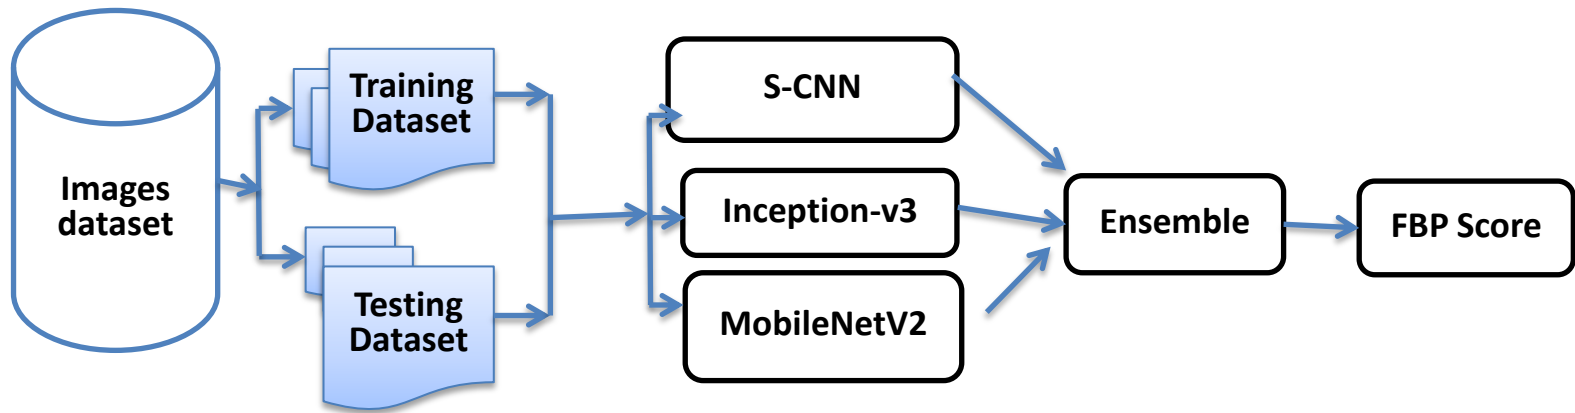 Images
dataset
Training
Dataset
Testing
Dataset
S-CNN
Inception-v3
MobileNetV2
Ensemble
FBP Score